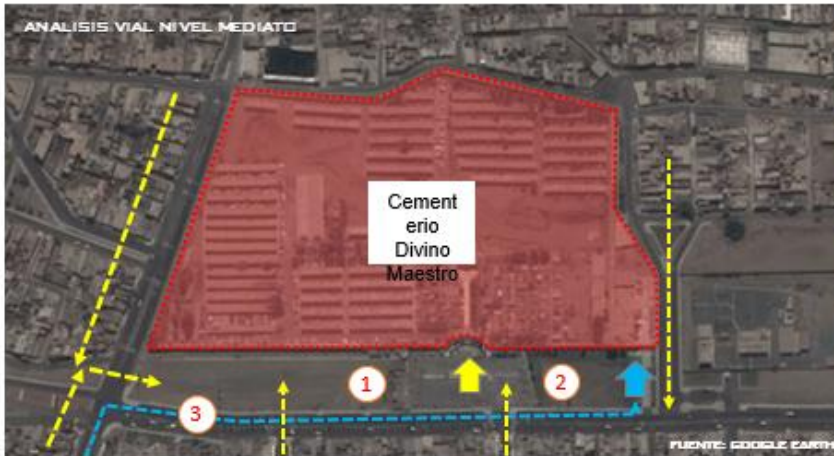 ANALISIS VIAL NIVEL MEDIATO
Cement
erio
Divino
Maestro
1
2
3
FUENTE: GOOGLE EARTH